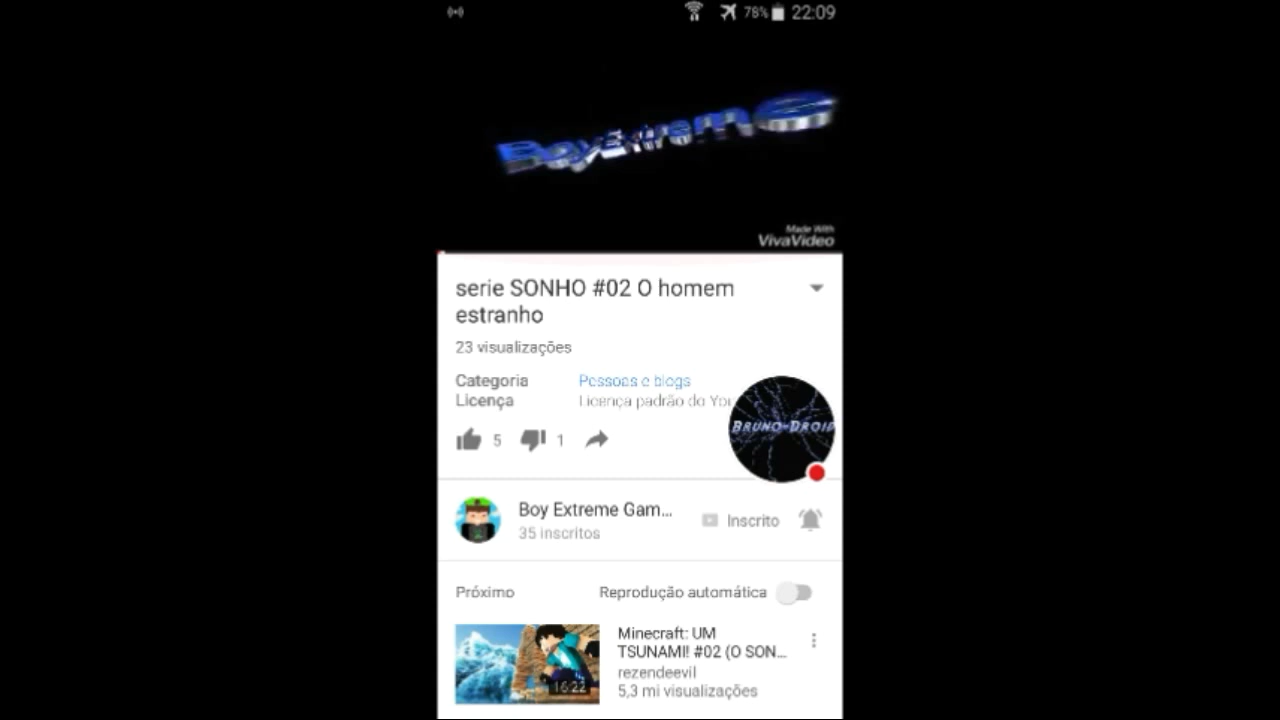 78% 22:09
BoyExtreme
Made With
VivaVideo
serie SONHO #02 O homem
estranho
23 visualizações
Categoria Pessoas e blogs
Licença Licença padrão do You
BRUNO-DROID
5 1
Boy Extreme Gam...
Inscrito
35 inscritos
Próximo Reprodução automática
Minecraft: UM
TSUNAMI! #02 (O SON...
rezendeevil
16:22
5,3 mi visualizações